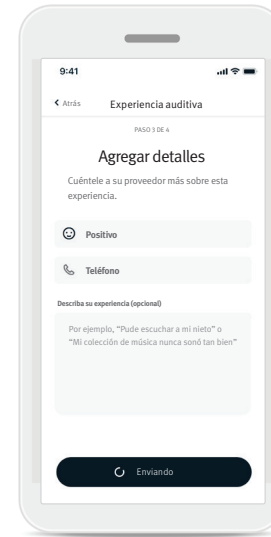 9:41
Atrás
Experiencia auditiva
PASO 3 DE 4
Agregar detalles
Cuéntele a su proveedor más sobre esta
experiencia.
Positivo
Teléfono
Describa su experiencia (opcional)
Por ejemplo, “Pude escuchar a mi nieto” o
“Mi colección de música nunca sonó tan bien”
Enviando